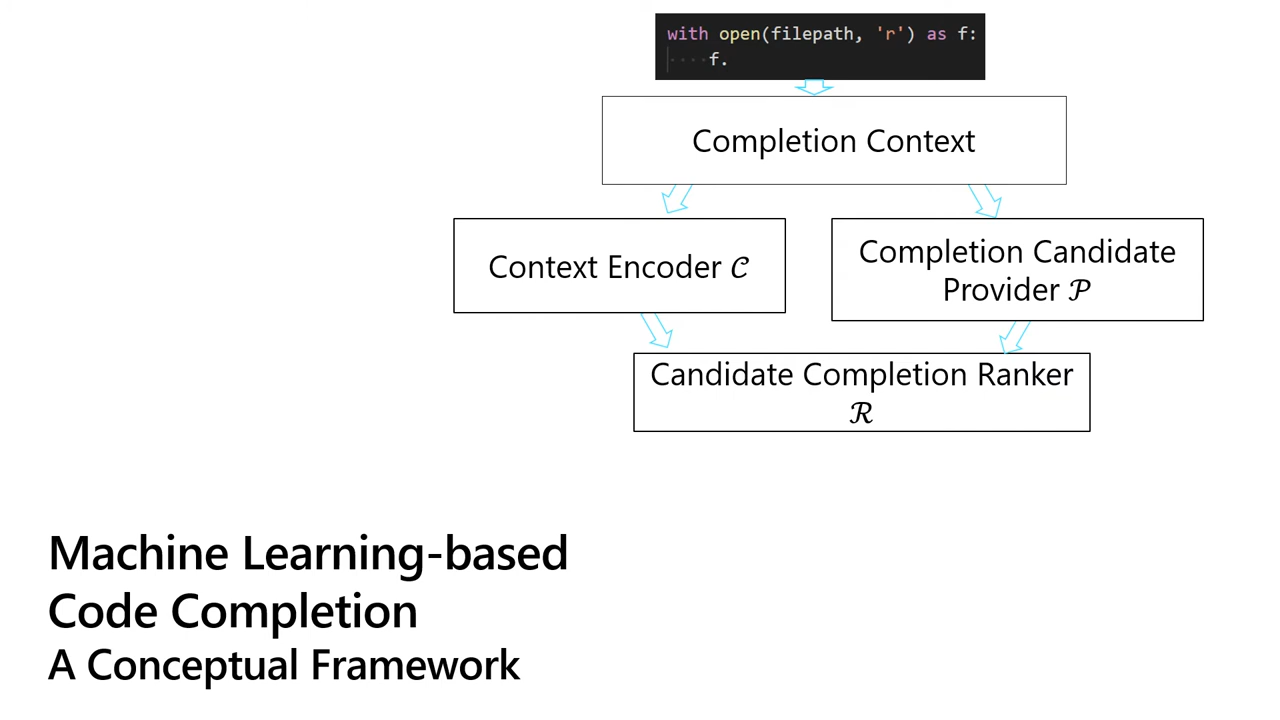 with open(filepath, 'r') as f:
····f.
Completion Context
Context Encoder 𝒞
Completion Candidate
Provider 𝒫
Candidate Completion Ranker
ℛ
Machine Learning-based
Code Completion
A Conceptual Framework